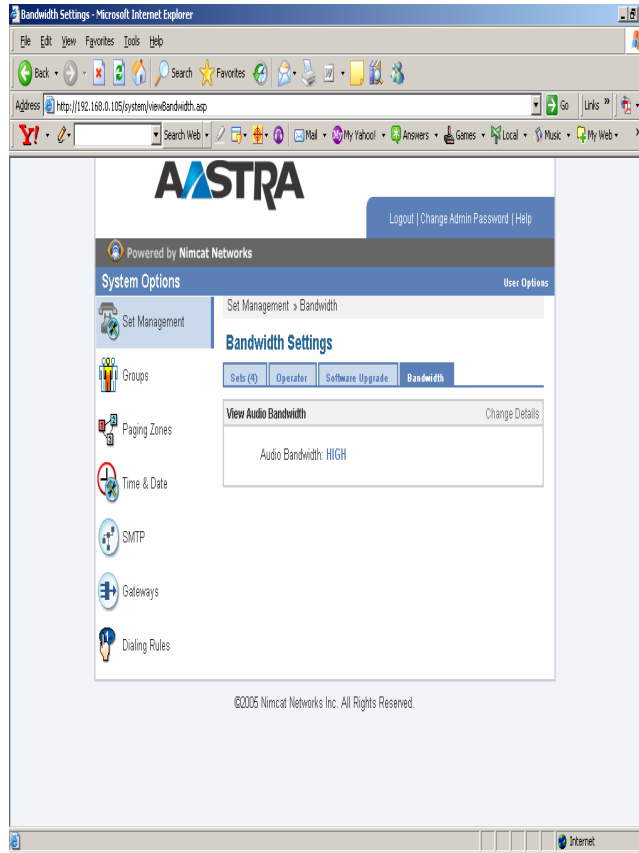 Bandwidth Settings - Microsoft Internet Explorer
File Edit View Favorites Tools Help
Back Search Favorites
Address http://192.168.0.105/system/viewBandwidth.asp Go Links »
Y! Search Web Mail My Yahoo! Answers Games Local Music My Web »
AASTRA
Logout | Change Admin Password | Help
Powered by Nimcat Networks
System Options User Options
Set Management
Groups
Paging Zones
Time & Date
SMTP
Gateways
Dialing Rules
Set Management » Bandwidth
Bandwidth Settings
Sets (4) Operator Software Upgrade Bandwidth
View Audio Bandwidth Change Details
Audio Bandwidth: HIGH
©2005 Nimcat Networks Inc. All Rights Reserved.
Internet